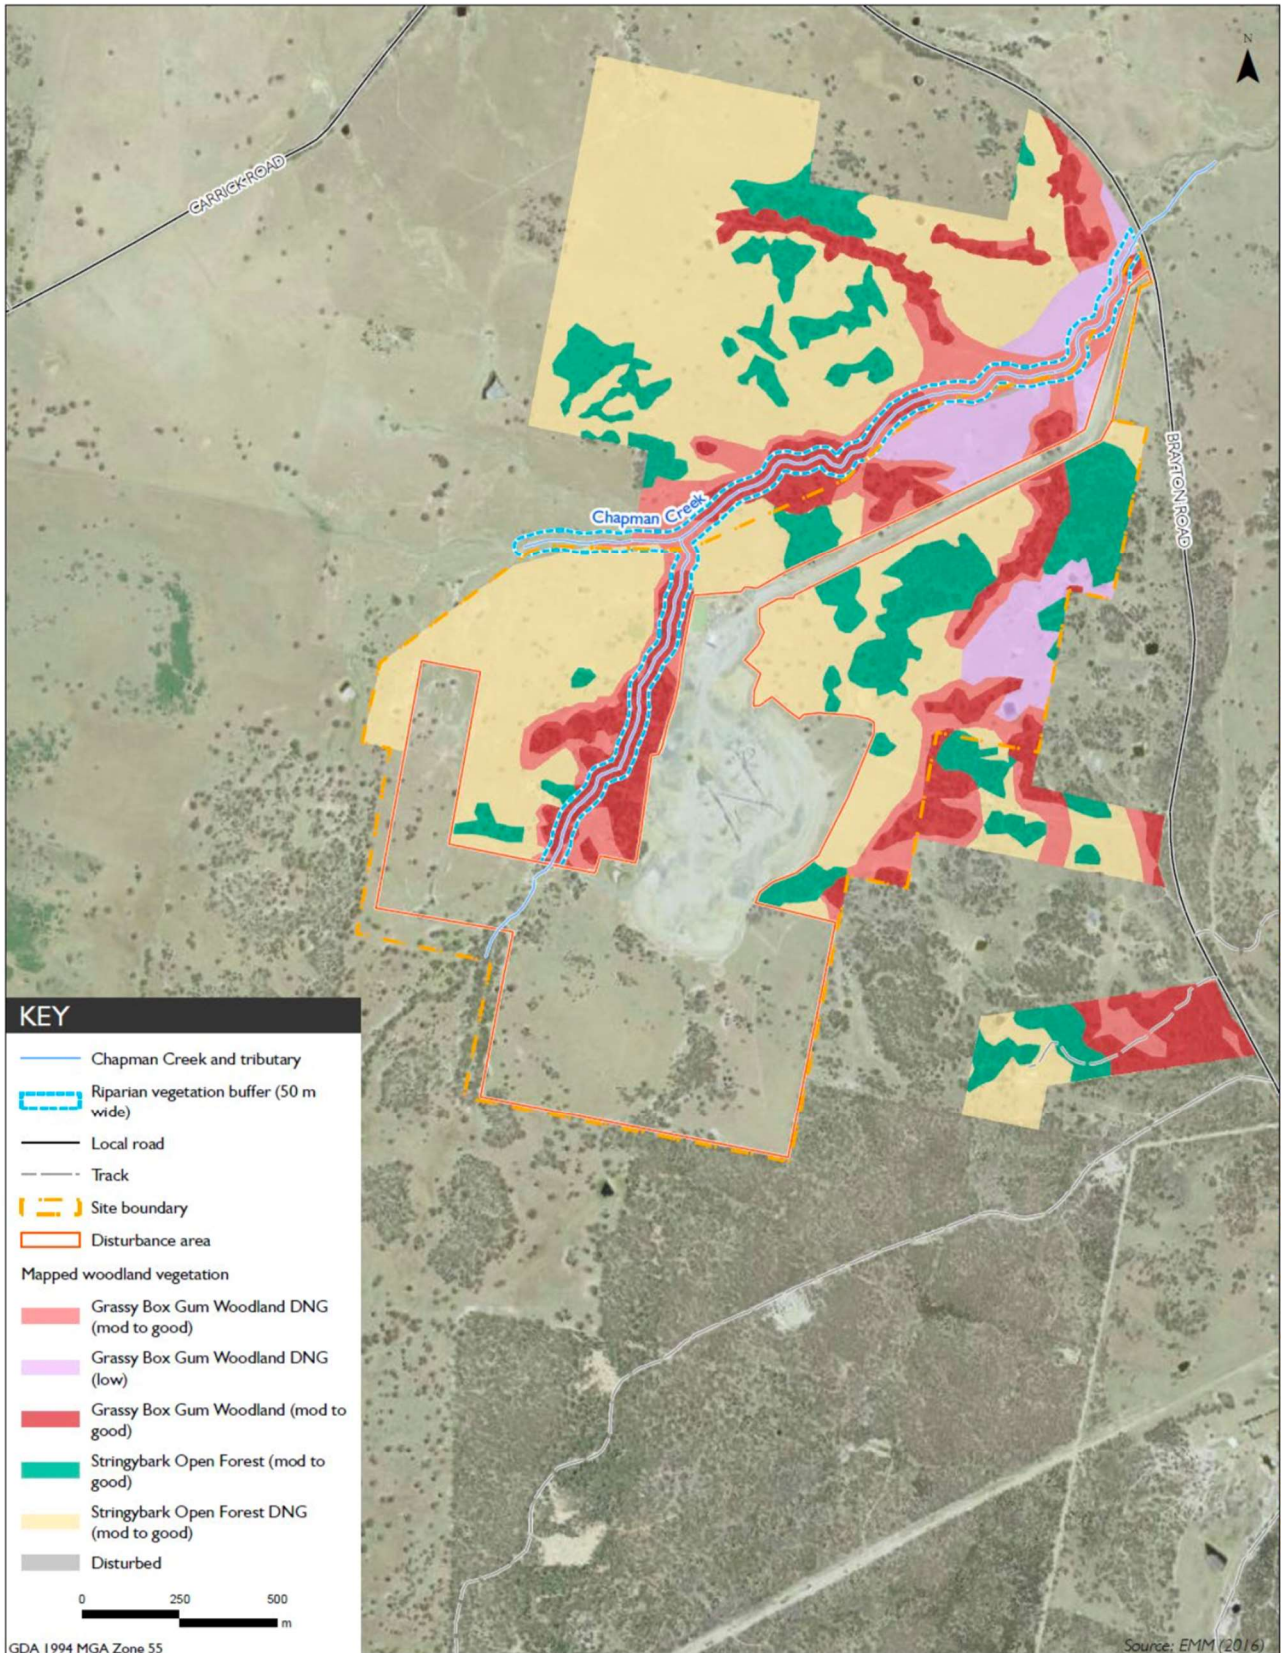 N
CARRICK ROAD
Chapman Creek
BRAYTON ROAD
KEY
Chapman Creek and tributary
Riparian vegetation buffer (50 m
wide)
Local road
Track
Site boundary
Disturbance area
Mapped woodland vegetation
Grassy Box Gum Woodland DNG
(mod to good)
Grassy Box Gum Woodland DNG
(low)
Grassy Box Gum Woodland (mod to
good)
Stringybark Open Forest (mod to
good)
Stringybark Open Forest DNG
(mod to good)
Disturbed
0 250 500
m
GDA 1994 MGA Zone 55
Source: EMM (2016)